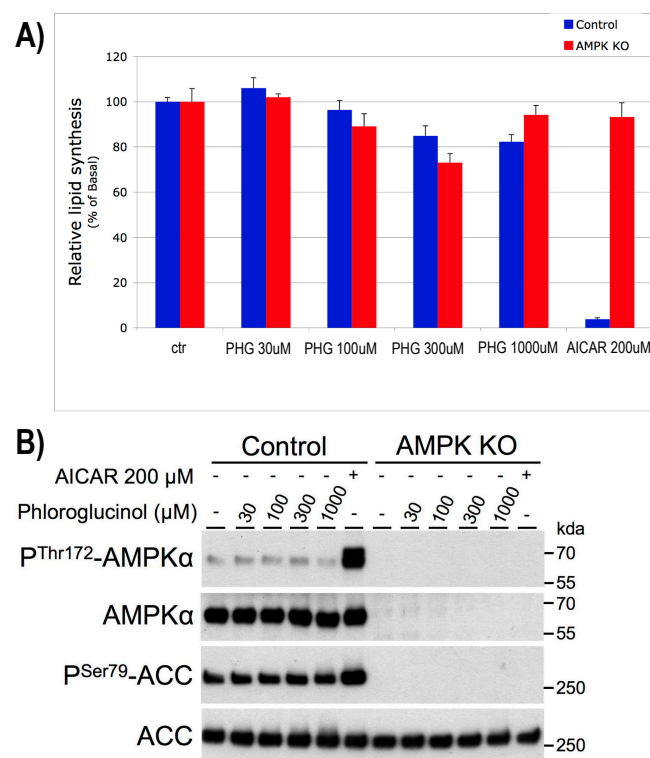 A)
Control
AMPK KO
Relative lipid synthesis
(% of Basal)
120
100
80
60
40
20
0
ctr
PHG 30uM
PHG 100uM
PHG 300uM
PHG 1000uM
AICAR 200uM
B)
Control
AMPK KO
AICAR 200 µM
- - - - - + - - - - - +
Phloroglucinol (µM)
- 30 100 300 1000 - - 30 100 300 1000 -
kda
PThr172-AMPKα
70
55
AMPKα
70
55
PSer79-ACC
250
ACC
250